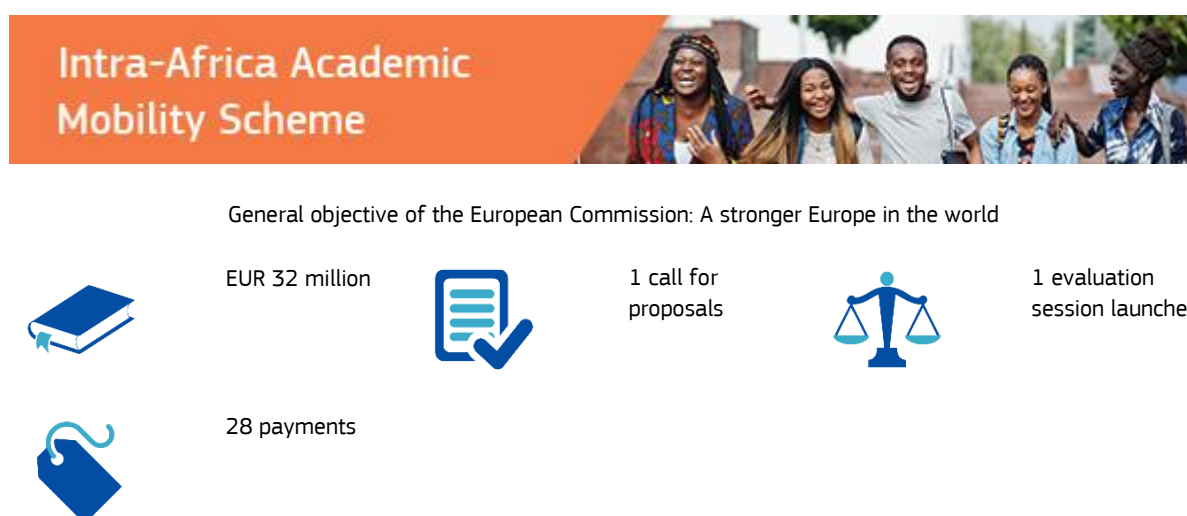 Intra-Africa Academic
Mobility Scheme
General objective of the European Commission: A stronger Europe in the world
EUR 32 million
1 call for
proposals
1 evaluation
session launche
28 payments